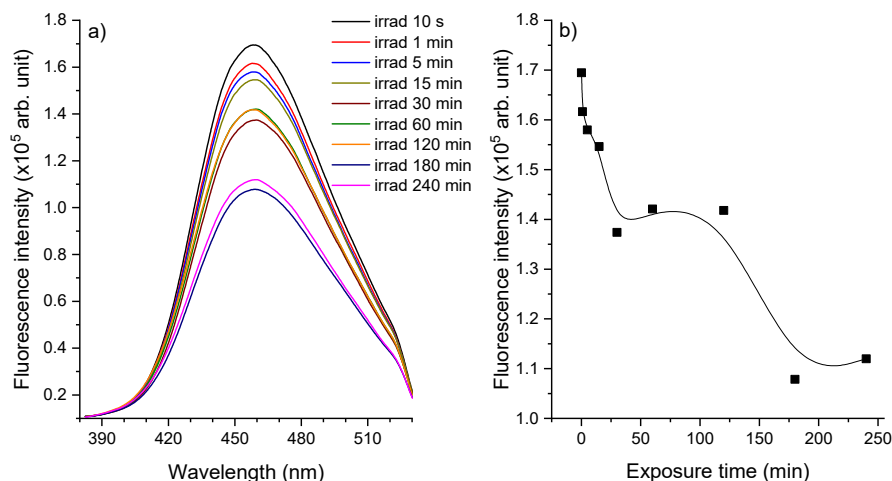 a)
Fluorescence intensity (x10⁵ arb. unit)
1.8
1.6
1.4
1.2
1.0
0.8
0.6
0.4
0.2
390 420 450 480 510
Wavelength (nm)
irrad 10 s
irrad 1 min
irrad 5 min
irrad 15 min
irrad 30 min
irrad 60 min
irrad 120 min
irrad 180 min
irrad 240 min
b)
Fluorescence intensity (x10⁵ arb. unit)
1.8
1.7
1.6
1.5
1.4
1.3
1.2
1.1
1.0
0 50 100 150 200 250
Exposure time (min)